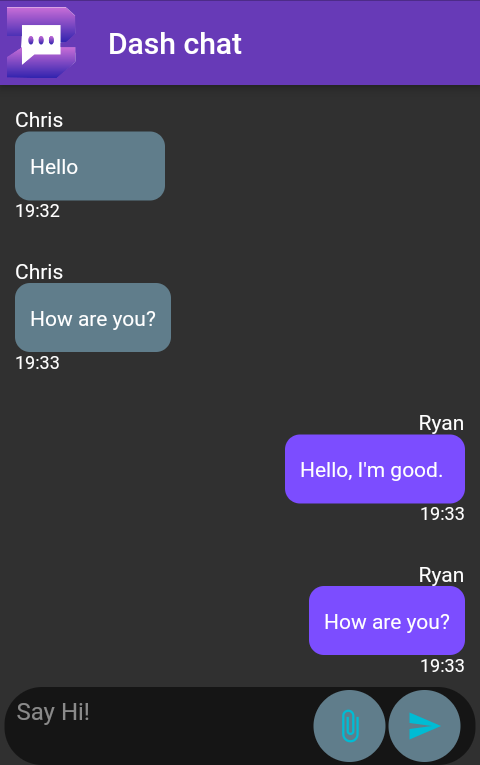 Dash chat
Chris
Hello
19:32
Chris
How are you?
19:33
Ryan
Hello, I'm good.
19:33
Ryan
How are you?
19:33
Say Hi!